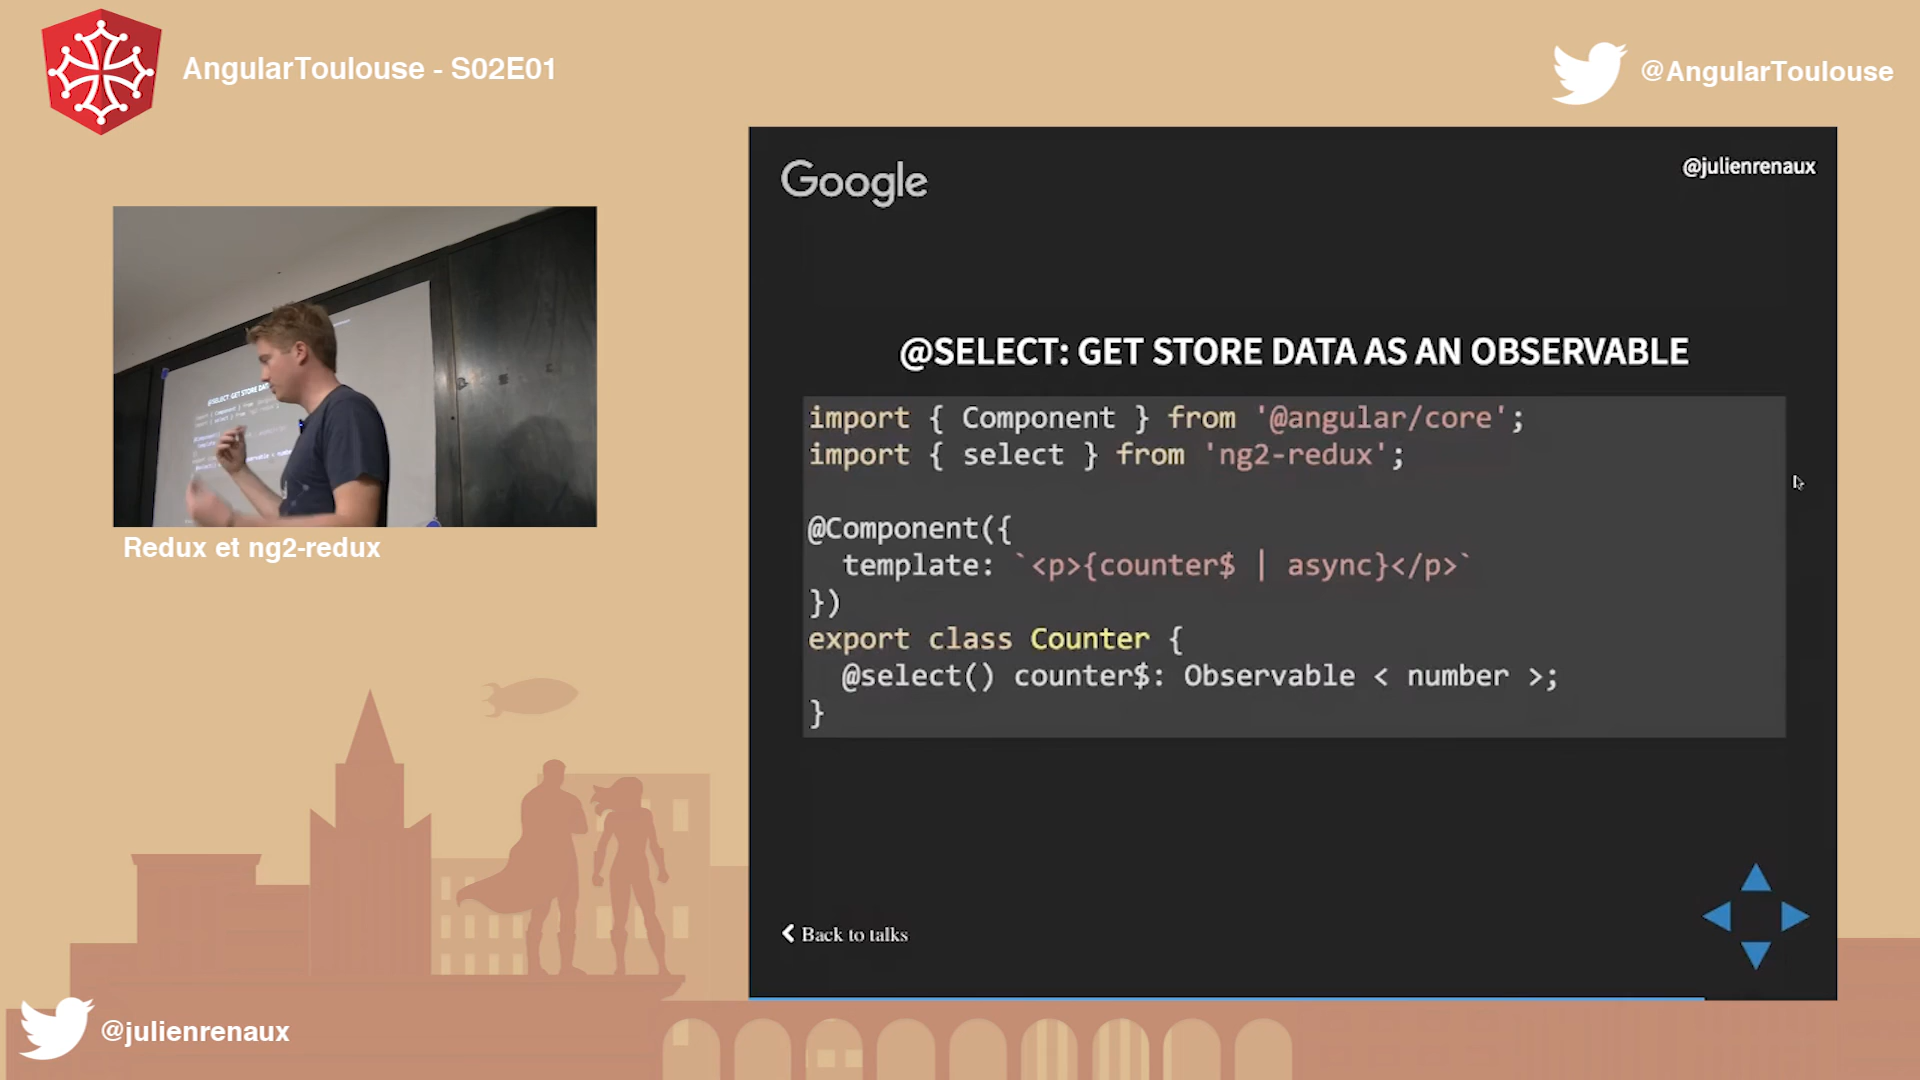 AngularToulouse - S02E01
@AngularToulouse
Google
@julienrenaux
@SELECT: GET STORE DATA AS AN OBSERVABLE
import { Component } from '@angular/core';
import { select } from 'ng2-redux';
@Component({
template: `<p>{counter$ | async}</p>`
})
export class Counter {
@select() counter$: Observable < number >;
}
Back to talks
Redux et ng2-redux
@julienrenaux